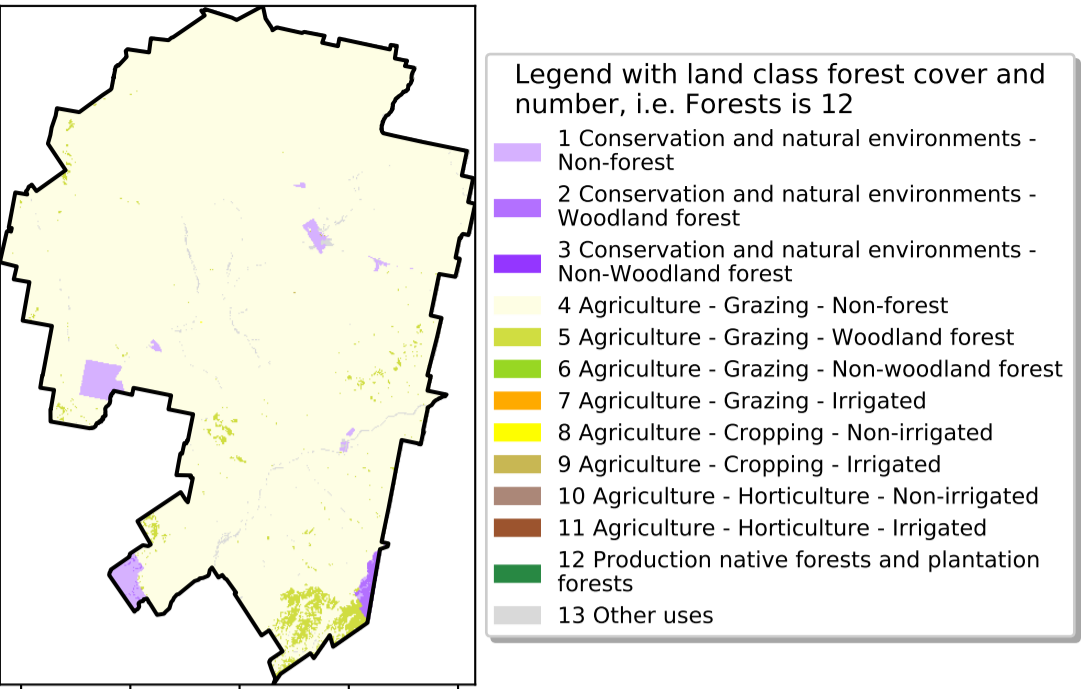 Legend with land class forest cover and
number, i.e. Forests is 12
1 Conservation and natural environments -
Non-forest
2 Conservation and natural environments -
Woodland forest
3 Conservation and natural environments -
Non-Woodland forest
4 Agriculture - Grazing - Non-forest
5 Agriculture - Grazing - Woodland forest
6 Agriculture - Grazing - Non-woodland forest
7 Agriculture - Grazing - Irrigated
8 Agriculture - Cropping - Non-irrigated
9 Agriculture - Cropping - Irrigated
10 Agriculture - Horticulture - Non-irrigated
11 Agriculture - Horticulture - Irrigated
12 Production native forests and plantation
forests
13 Other uses